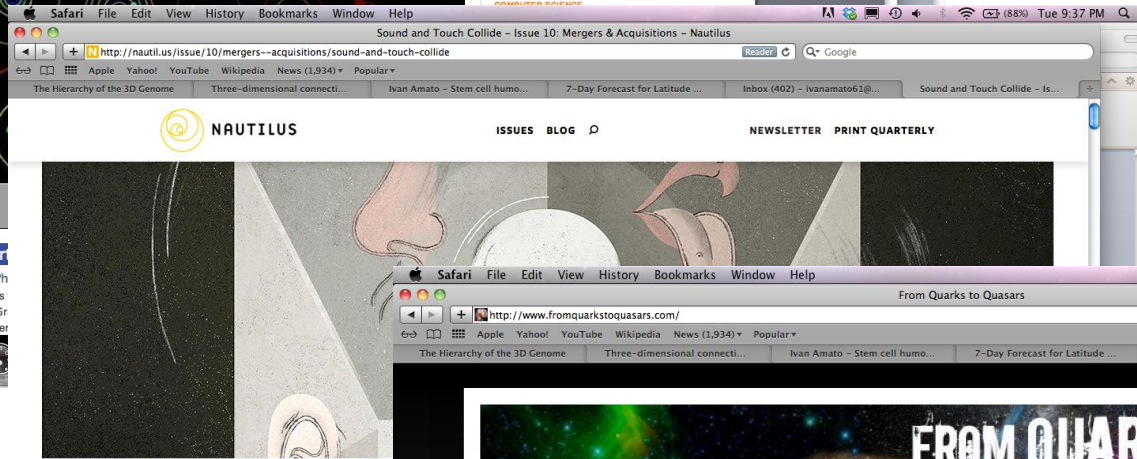 COMPUTER SCIENCE
Safari File Edit View History Bookmarks Window Help (88%) Tue 9:37 PM
Sound and Touch Collide – Issue 10: Mergers & Acquisitions – Nautilus
N http://nautil.us/issue/10/mergers--acquisitions/sound-and-touch-collide Reader Google
Apple Yahoo! YouTube Wikipedia News (1,934) Popular
The Hierarchy of the 3D Genome Three-dimensional connecti... Ivan Amato – Stem cell humo... 7-Day Forecast for Latitude ... Inbox (402) – ivanamato61@... Sound and Touch Collide – Is...
NAUTILUS ISSUES BLOG NEWSLETTER PRINT QUARTERLY
Safari File Edit View History Bookmarks Window Help
From Quarks to Quasars
http://www.fromquarkstoquasars.com/
Apple Yahoo! YouTube Wikipedia News (1,934) Popular
The Hierarchy of the 3D Genome Three-dimensional connecti... Ivan Amato – Stem cell humo... 7-Day Forecast for Latitude ...
FROM QUAR